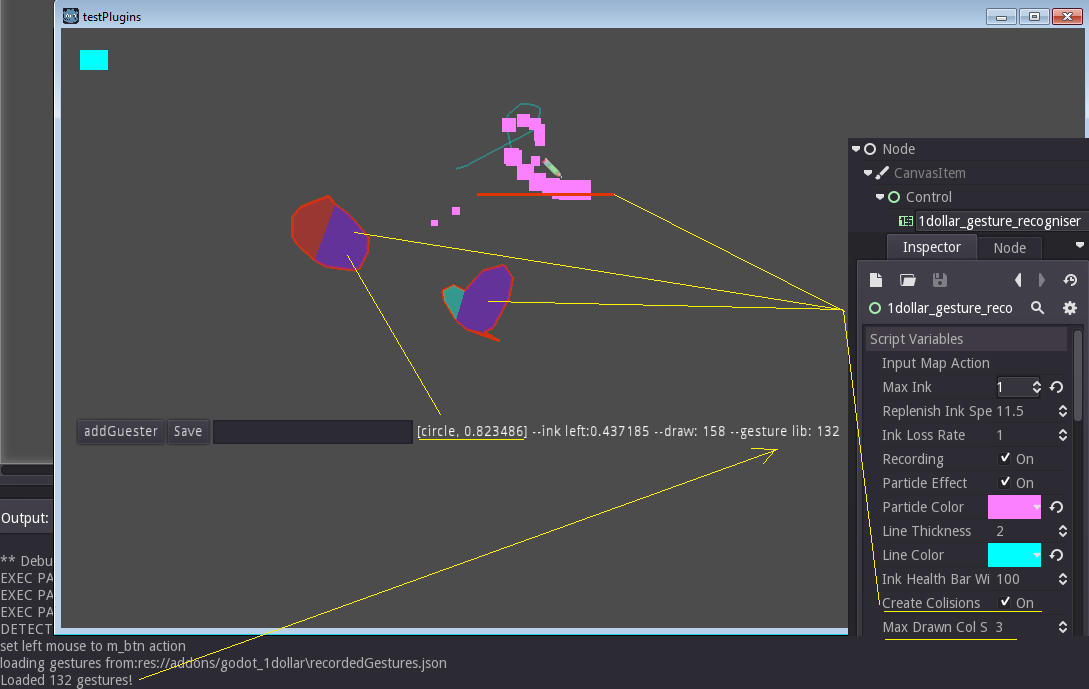 testPlugins
Node
CanvasItem
Control
1dollar_gesture_recogniser
Inspector
Node
1dollar_gesture_reco
Script Variables
Input Map Action
Max Ink 1
Replenish Ink Spe 11.5
Ink Loss Rate 1
Recording On
Particle Effect On
Particle Color
Line Thickness 2
Line Color
Ink Health Bar Wi 100
Create Colisions On
Max Drawn Col S 3
addGuester Save [circle, 0.823486] --ink left:0.437185 --draw: 158 --gesture lib: 132
Output:
** Debu
EXEC PA
EXEC PA
EXEC PA
DETECT
set left mouse to m_btn action
loading gestures from:res://addons/godot_1dollar\recordedGestures.json
Loaded 132 gestures!